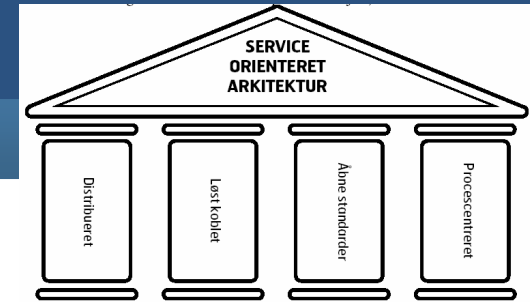 SERVICE
ORIENTERET
ARKITEKTUR
Distribueret
Løst koblet
Åbne standarder
Procescentreret